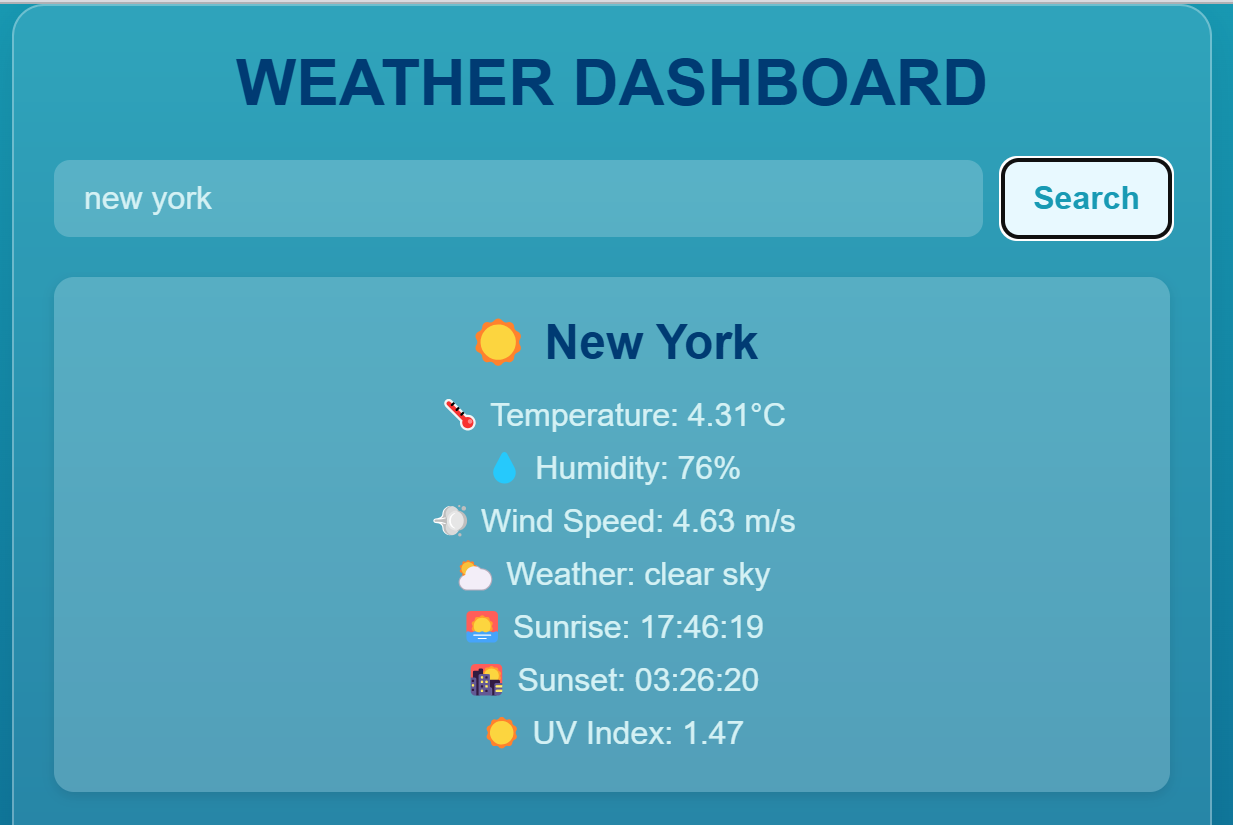 WEATHER DASHBOARD
new york
Search
New York
Temperature: 4.31°C
Humidity: 76%
Wind Speed: 4.63 m/s
Weather: clear sky
Sunrise: 17:46:19
Sunset: 03:26:20
UV Index: 1.47